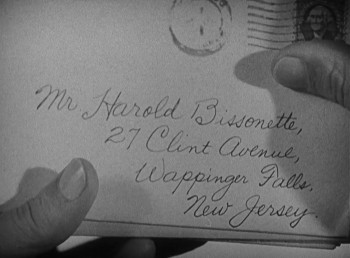 Mr Harold Bissonette,
27 Clint Avenue,
Wappinger Falls,
New Jersey.